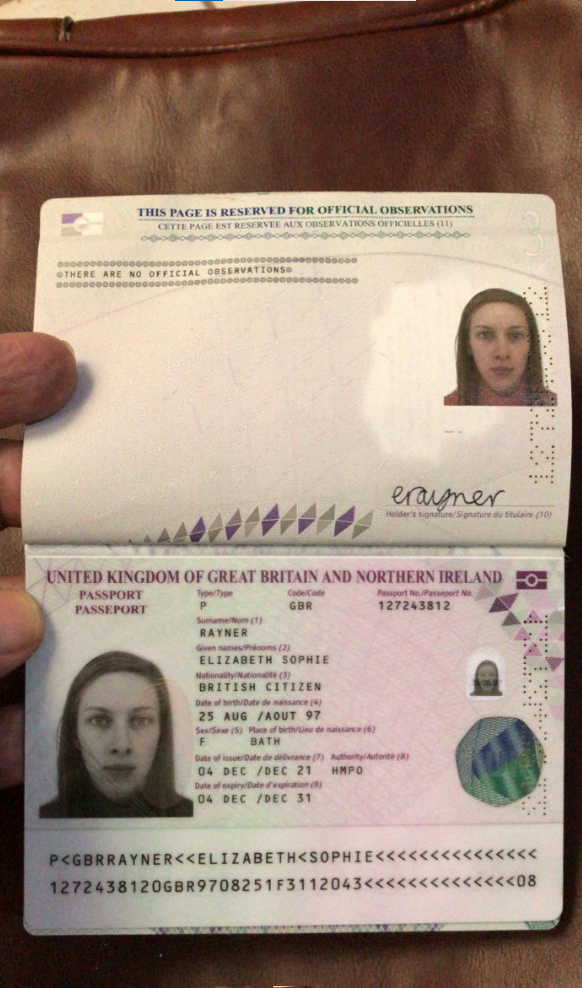 THIS PAGE IS RESERVED FOR OFFICIAL OBSERVATIONS
CETTE PAGE EST RESERVEE AUX OBSERVATIONS OFFICIELLES (11)
THERE ARE NO OFFICIAL OBSERVATIONS
erayner
Holder's signature/Signature du titulaire (10)
UNITED KINGDOM OF GREAT BRITAIN AND NORTHERN IRELAND
PASSPORT
PASSEPORT
Type/Type Code/Code Passport No./Passeport No.
P GBR 127243812
Surname/Nom (1)
RAYNER
Given names/Prénoms (2)
ELIZABETH SOPHIE
Nationality/Nationalité (3)
BRITISH CITIZEN
Date of birth/Date de naissance (4)
25 AUG /AOUT 97
Sex/Sexe (5) Place of birth/Lieu de naissance (6)
F BATH
Date of issue/Date de délivrance (7) Authority/Autorité (8)
04 DEC /DEC 21 HMPO
Date of expiry/Date d'expiration (9)
04 DEC /DEC 31
P<GBRRAYNER<<ELIZABETH<SOPHIE<<<<<<<<<<<<<<<
1272438120GBR9708251F3112043<<<<<<<<<<<<<<08